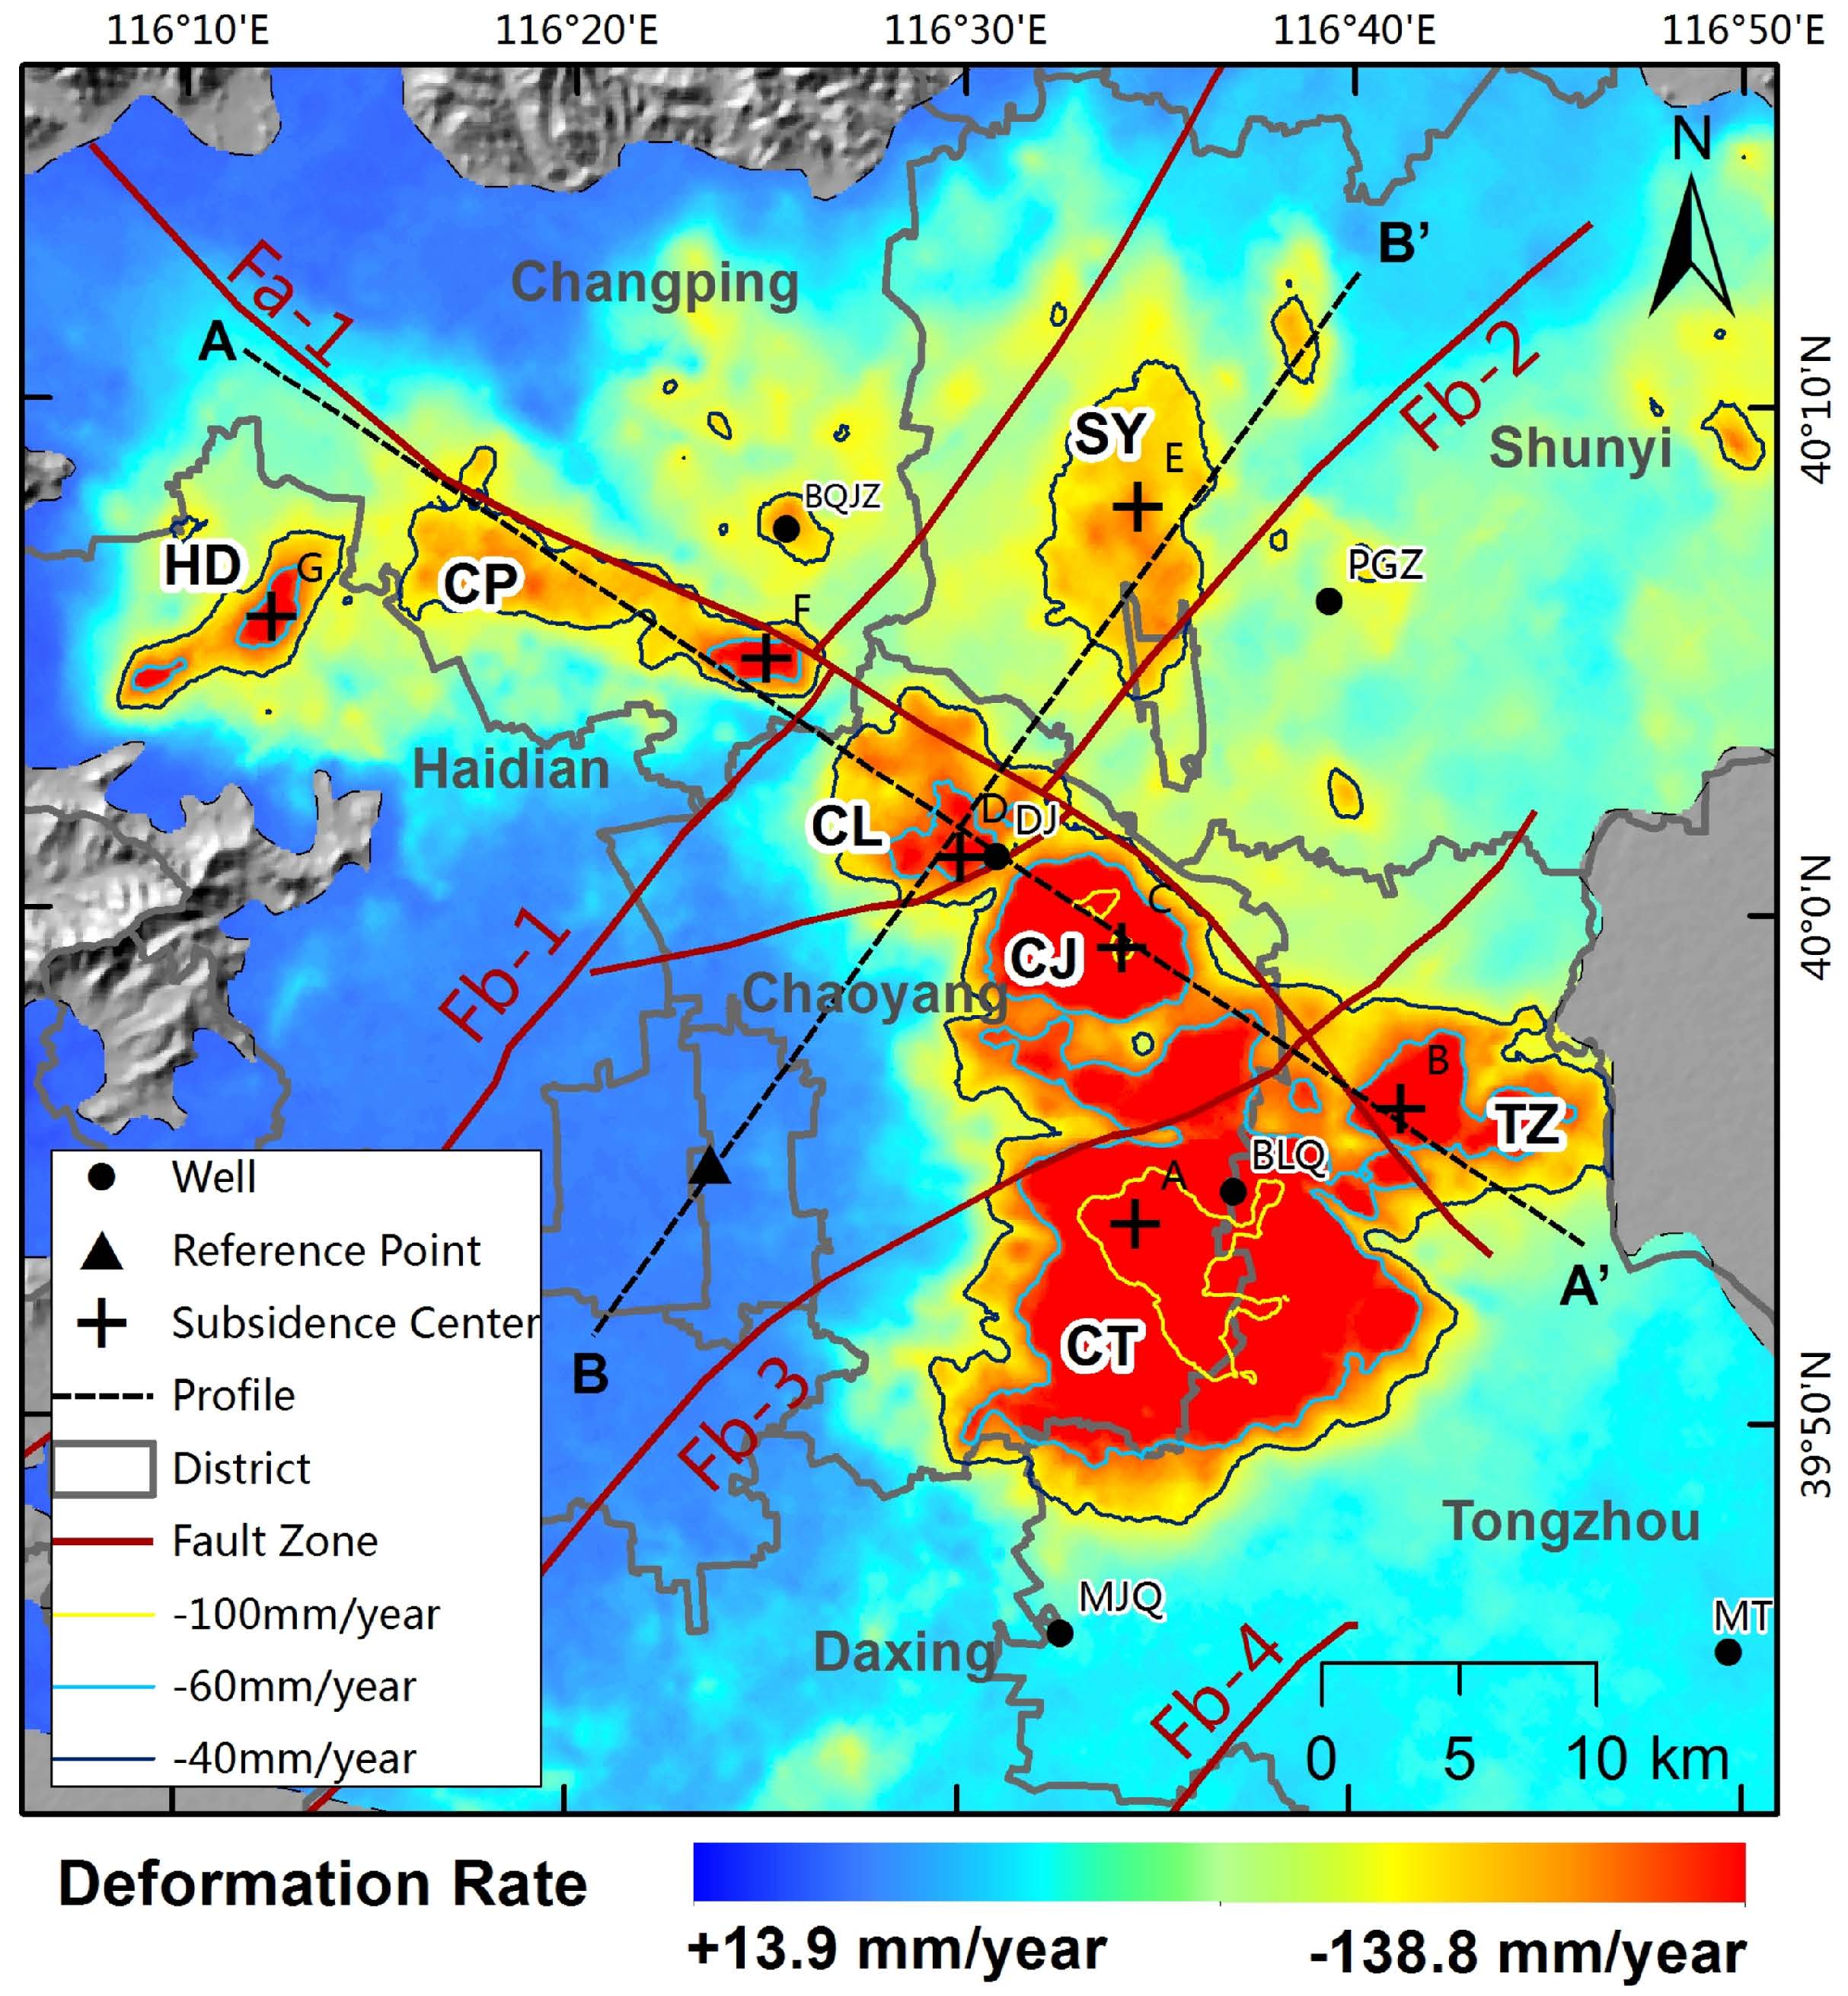 116°10'E 116°20'E 116°30'E 116°40'E 116°50'E
N
B’
Fa-1
Changping
A
Fb-2
40°10'N
SY
E
Shunyi
BQJZ
HD
G
CP
PGZ
F
Haidian
CL
D
DJ
C
40°0'N
Fb-1
CJ
Chaoyang
B
TZ
BLQ
A
A’
CT
B
Fb-3
39°50'N
Tongzhou
MJQ
MT
Daxing
Fb-4
0 5 10 km
Well
Reference Point
Subsidence Center
Profile
District
Fault Zone
-100mm/year
-60mm/year
-40mm/year
Deformation Rate
+13.9 mm/year -138.8 mm/year